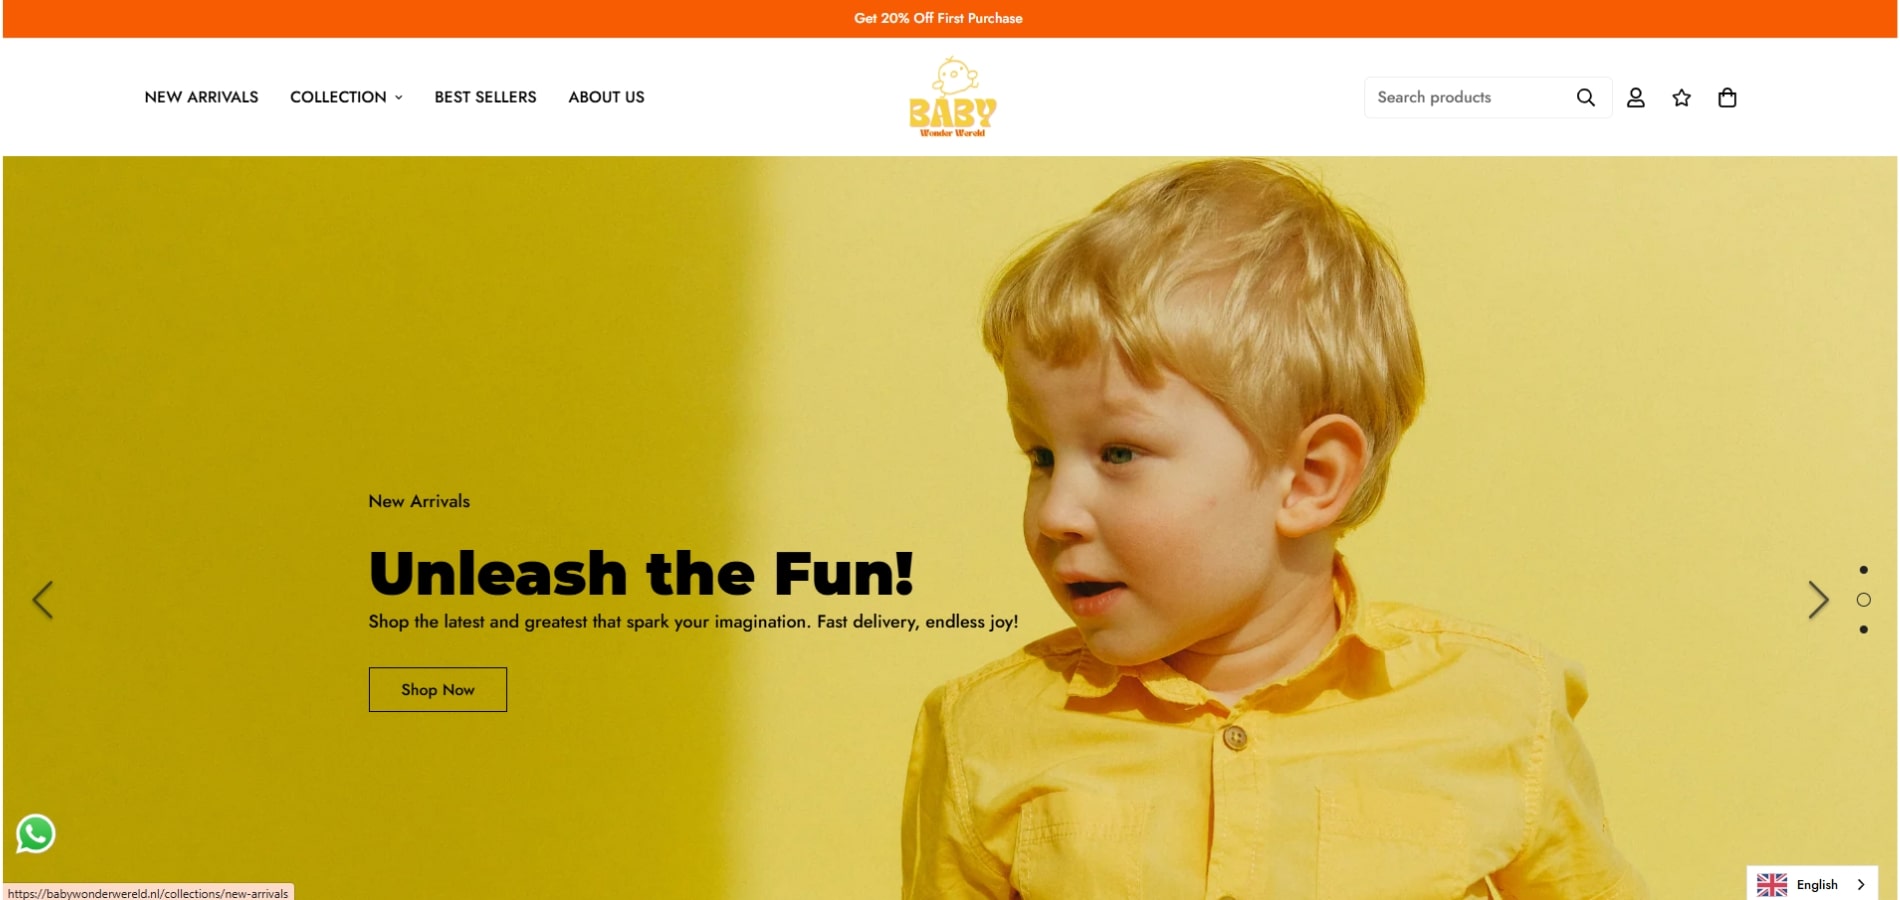 Get 20% Off First Purchase
NEW ARRIVALS
COLLECTION
BEST SELLERS
ABOUT US
BABY
Wonder Wereld
Search products
New Arrivals
Unleash the Fun!
Shop the latest and greatest that spark your imagination. Fast delivery, endless joy!
Shop Now
https://babywonderwereld.nl/collections/new-arrivals
English